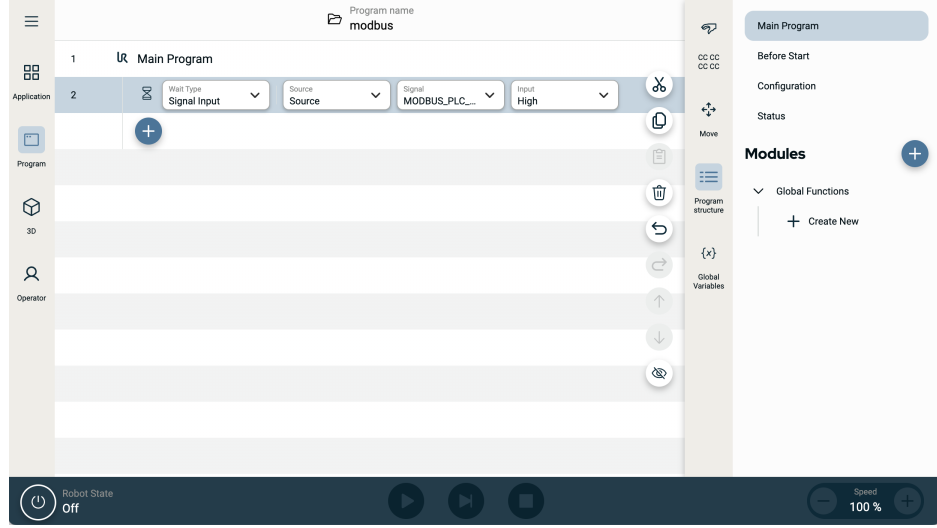 Program name
modbus
Application
Program
3D
Operator
1 Main Program
2
Wait Type
Signal Input
Source
Source
Signal
MODBUS_PLC_...
Input
High
CC CC
CC CC
Move
Program
structure
{x}
Global
Variables
Main Program
Before Start
Configuration
Status
Modules
Global Functions
Create New
Robot State
Off
Speed
100 %